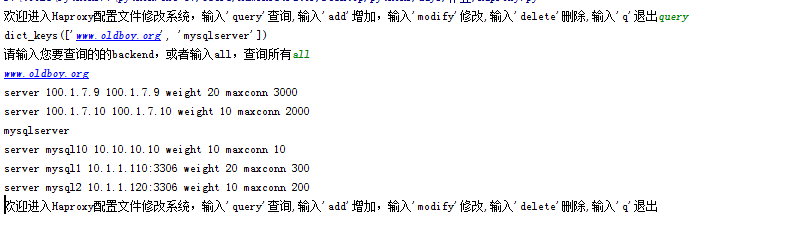 欢迎进入Haproxy配置文件修改系统，输入'query'查询,输入'add'增加，输入'modify'修改,输入'delete'删除,输入'q'退出query
dict_keys(['www.oldboy.org', 'mysqlserver'])
请输入您要查询的的backend，或者输入all，查询所有all
www.oldboy.org
server 100.1.7.9 100.1.7.9 weight 20 maxconn 3000
server 100.1.7.10 100.1.7.10 weight 10 maxconn 2000
mysqlserver
server mysql10 10.10.10.10 weight 10 maxconn 10
server mysql1 10.1.1.110:3306 weight 20 maxconn 300
server mysql2 10.1.1.120:3306 weight 10 maxconn 200
欢迎进入Haproxy配置文件修改系统，输入'query'查询,输入'add'增加，输入'modify'修改,输入'delete'删除,输入'q'退出